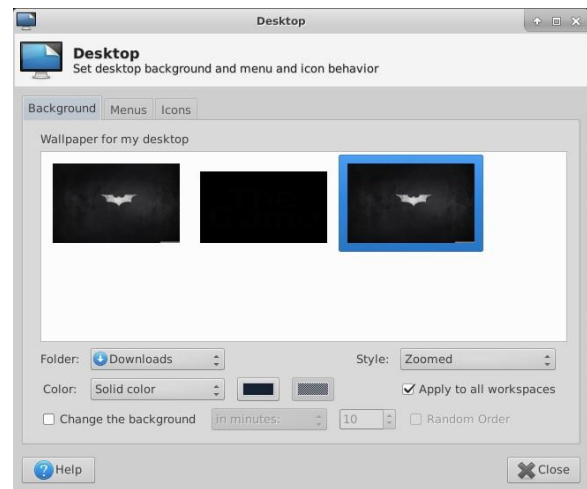 Desktop
Desktop
Set desktop background and menu and icon behavior
Background Menus Icons
Wallpaper for my desktop
Folder: Downloads Style: Zoomed
Color: Solid color Apply to all workspaces
Change the background in minutes: 10 Random Order
Help Close